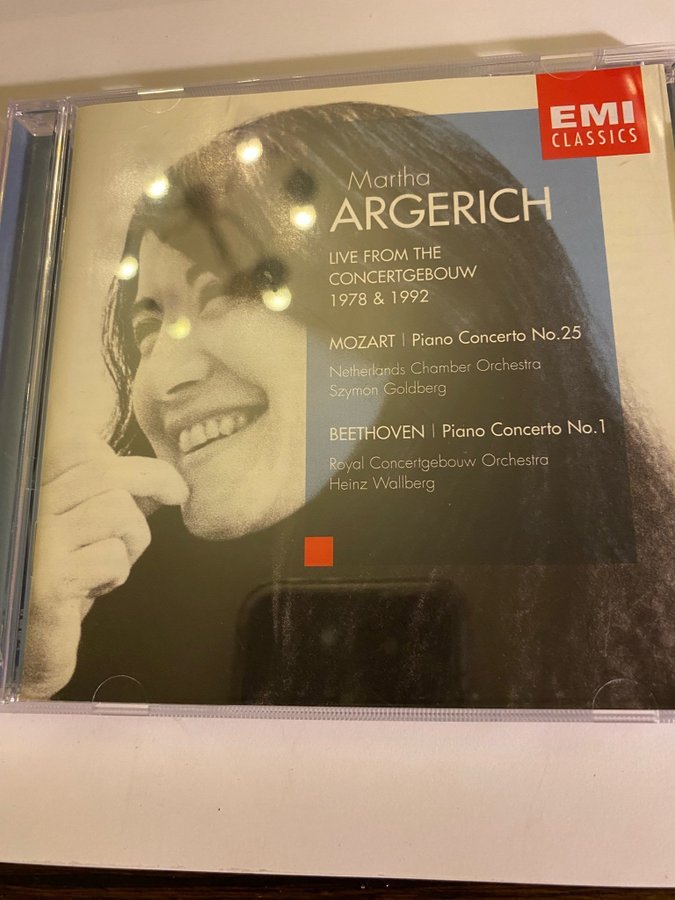 EMI
CLASSICS
Martha
ARGERICH
LIVE FROM THE
CONCERTGEBOUW
1978 & 1992
MOZART | Piano Concerto No.25
Netherlands Chamber Orchestra
Szymon Goldberg
BEETHOVEN | Piano Concerto No.1
Royal Concertgebouw Orchestra
Heinz Wallberg